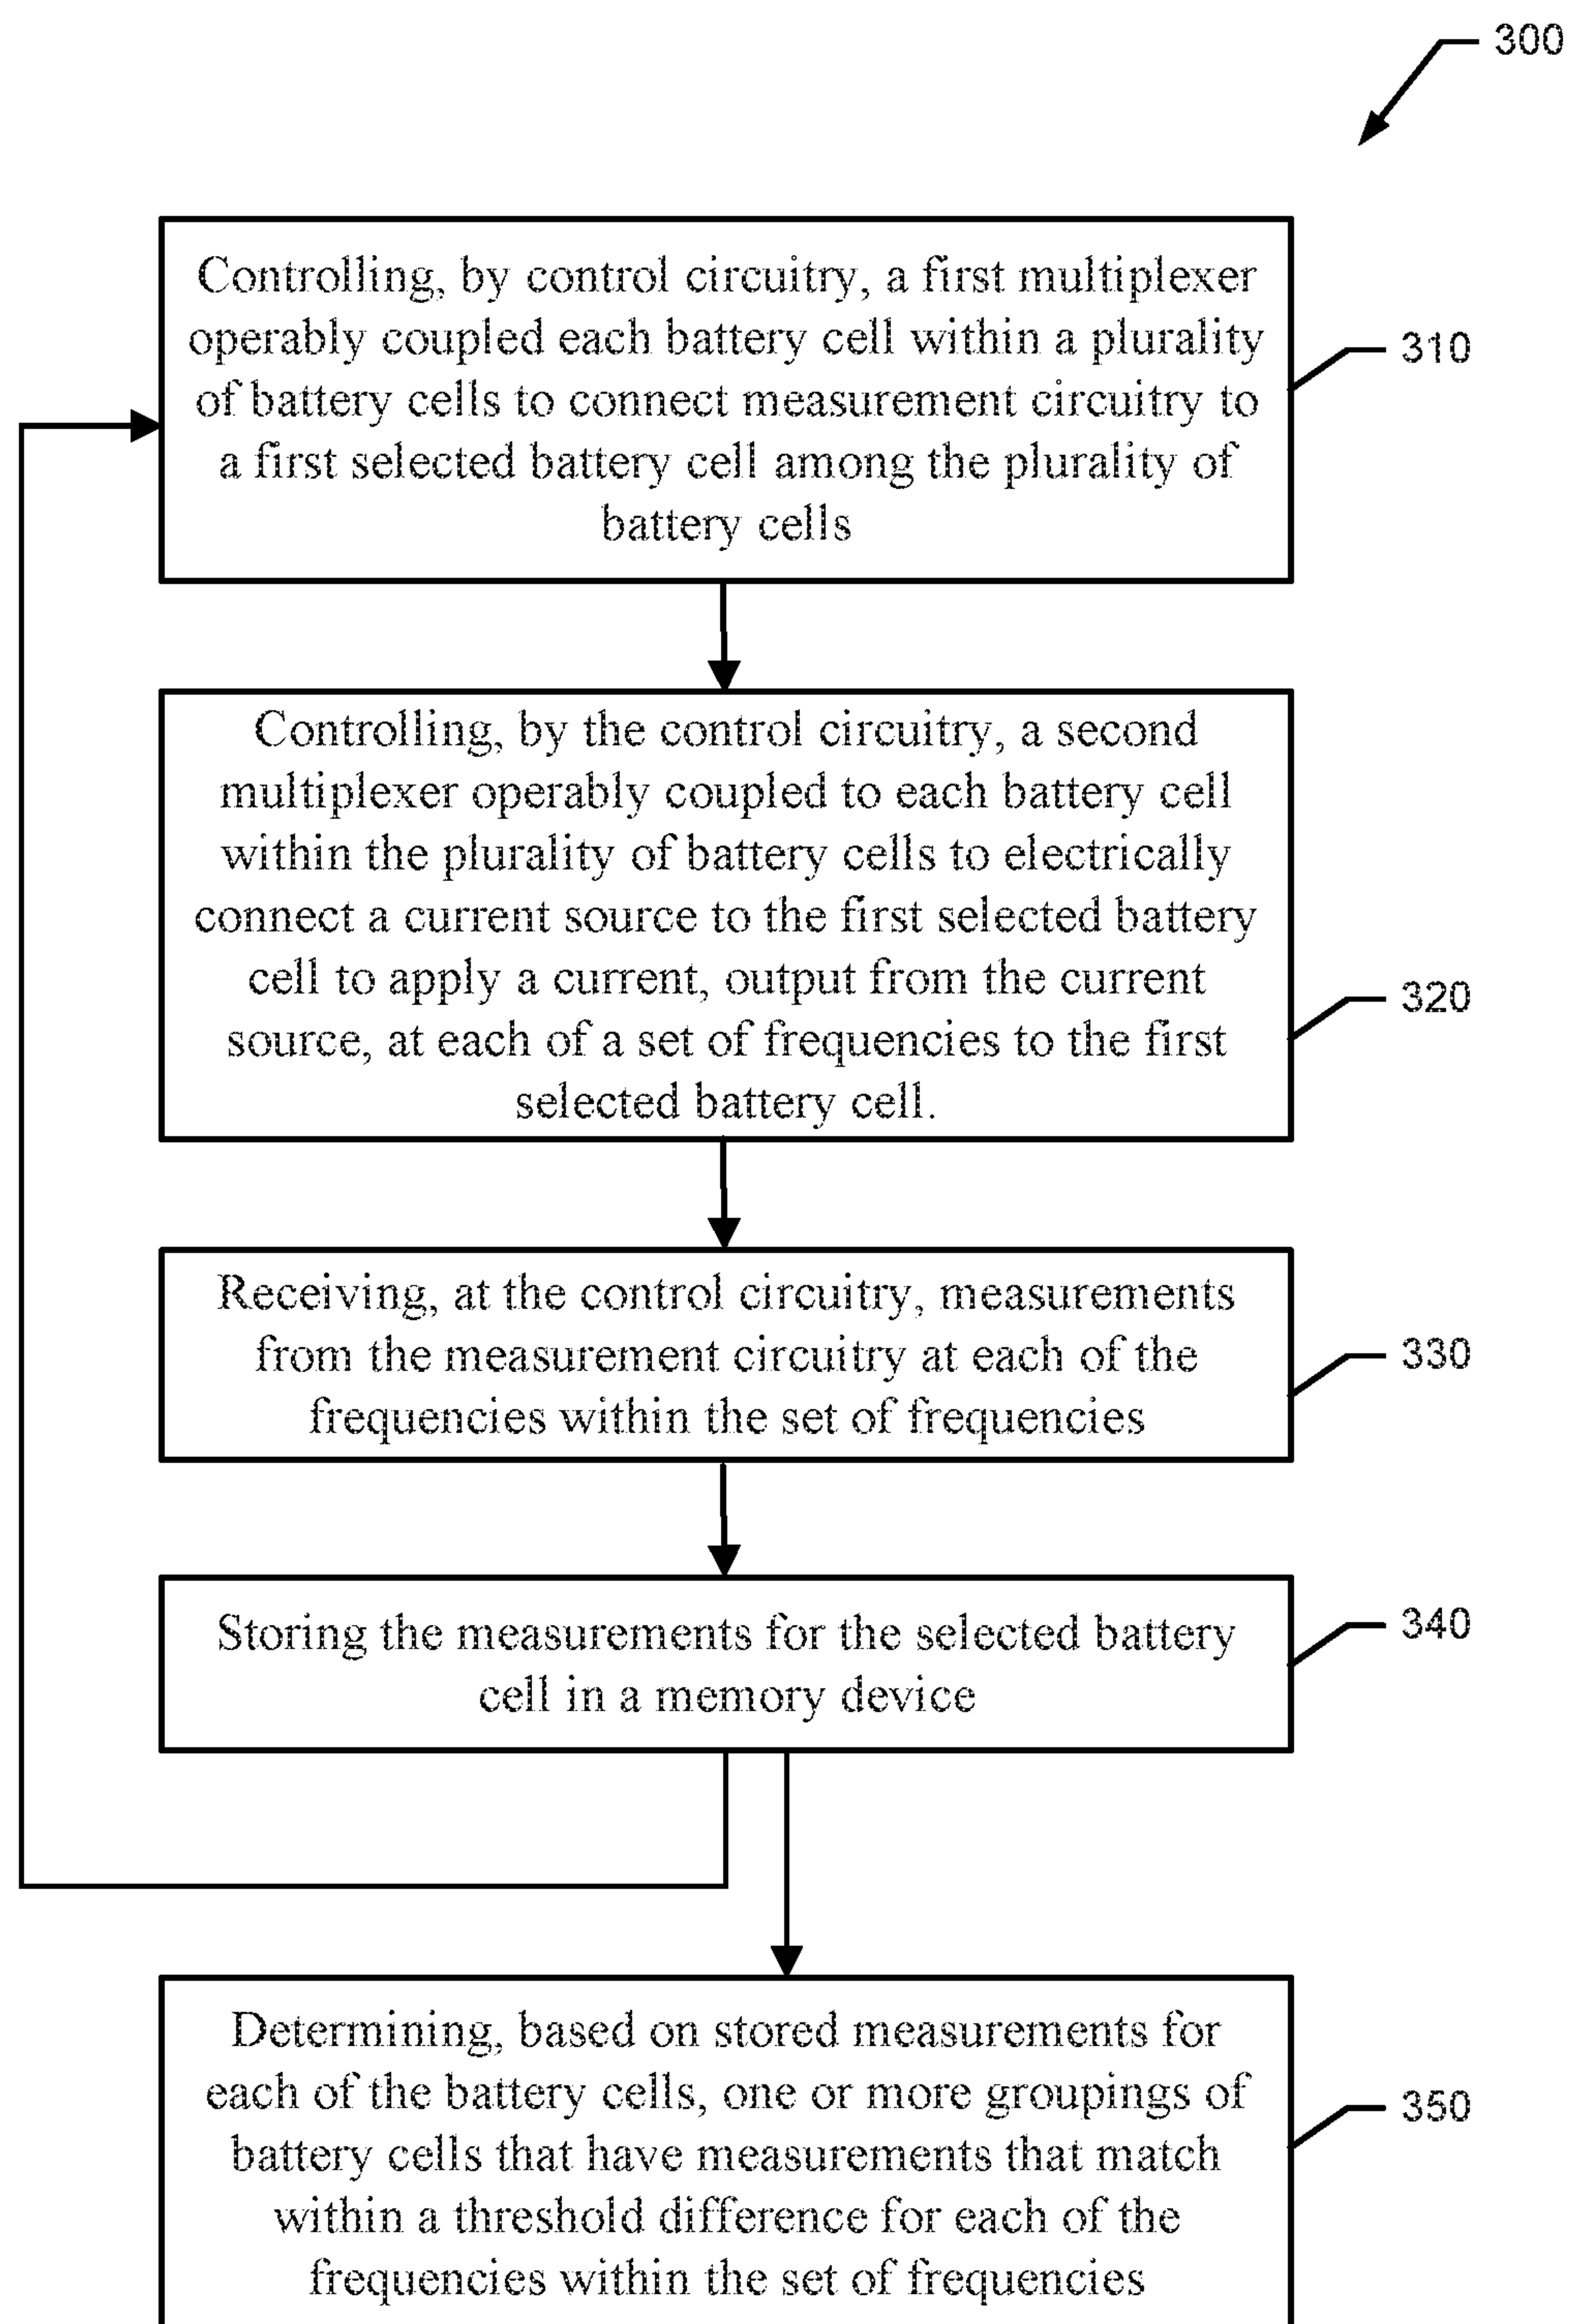 300
Controlling, by control circuitry, a first multiplexer
operably coupled each battery cell within a plurality
of battery cells to connect measurement circuitry to
a first selected battery cell among the plurality of
battery cells
310
Controlling, by the control circuitry, a second
multiplexer operably coupled to each battery cell
within the plurality of battery cells to electrically
connect a current source to the first selected battery
cell to apply a current, output from the current
source, at each of a set of frequencies to the first
selected battery cell.
320
Receiving, at the control circuitry, measurements
from the measurement circuitry at each of the
frequencies within the set of frequencies
330
Storing the measurements for the selected battery
cell in a memory device
340
Determining, based on stored measurements for
each of the battery cells, one or more groupings of
battery cells that have measurements that match
within a threshold difference for each of the
frequencies within the set of frequencies
350